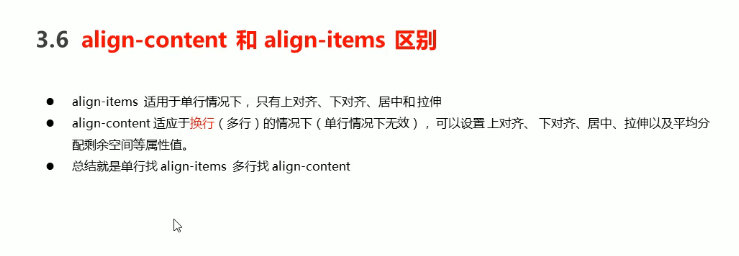 3.6 align-content 和 align-items 区别
● align-items 适用于单行情况下，只有上对齐、下对齐、居中和 拉伸
● align-content 适应于换行（多行）的情况下（单行情况下无效），可以设置 上对齐、下对齐、居中、拉伸以及平均分
配剩余空间等属性值。
● 总结就是单行找 align-items 多行找 align-content